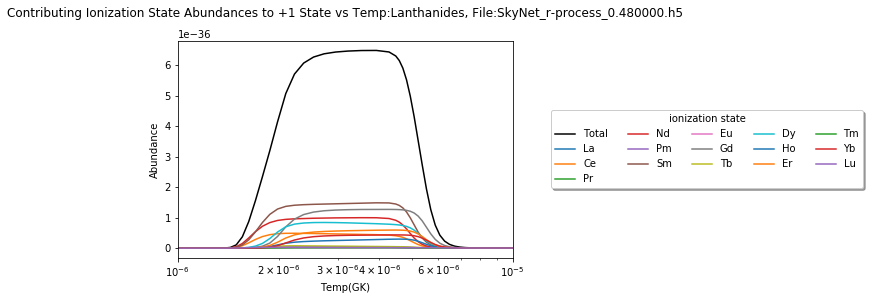 Contributing Ionization State Abundances to +1 State vs Temp:Lanthanides, File:SkyNet_r-process_0.480000.h5
1e−36
6
5
4
3
2
1
0
Abundance
10⁻⁶
2×10⁻⁶
3×10⁻⁶
4×10⁻⁶
6×10⁻⁶
10⁻⁵
Temp(GK)
ionization state
Total Nd Eu Dy Tm
La Pm Gd Ho Yb
Ce Sm Tb Er Lu
Pr